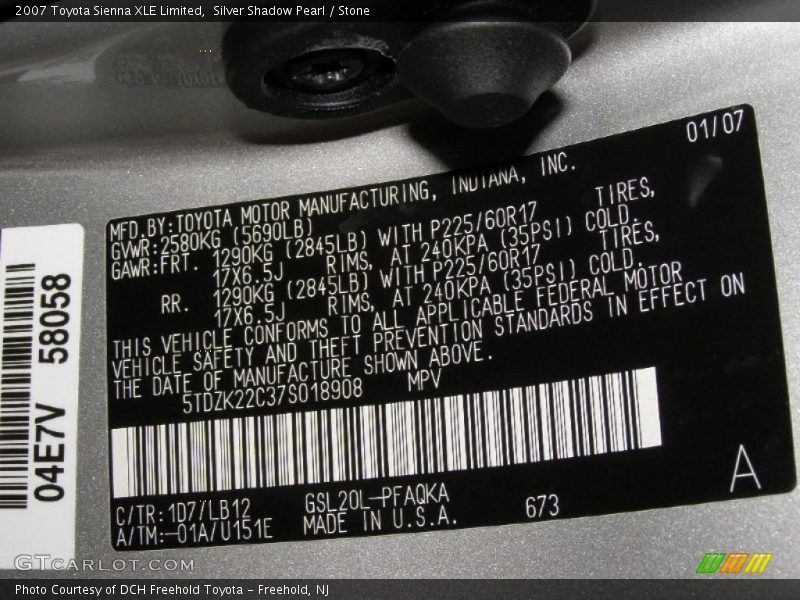 2007 Toyota Sienna XLE Limited,  Silver Shadow Pearl / Stone
01/07
MFD.BY:TOYOTA MOTOR MANUFACTURING, INDIANA, INC.
GVWR:2580KG (5690LB)
GAWR:FRT. 1290KG (2845LB) WITH P225/60R17 TIRES,
17X6.5J RIMS, AT 240KPA (35PSI) COLD.
RR. 1290KG (2845LB) WITH P225/60R17 TIRES,
17X6.5J RIMS, AT 240KPA (35PSI) COLD.
THIS VEHICLE CONFORMS TO ALL APPLICABLE FEDERAL MOTOR
VEHICLE SAFETY AND THEFT PREVENTION STANDARDS IN EFFECT ON
THE DATE OF MANUFACTURE SHOWN ABOVE.
5TDZK22C37S018908 MPV
C/TR:1D7/LB12 GSL20L-PFAQKA 673
A/TM:-01A/U151E MADE IN U.S.A.
A
04E7V 58058
GTCARLOT.COM
Photo Courtesy of DCH Freehold Toyota - Freehold, NJ